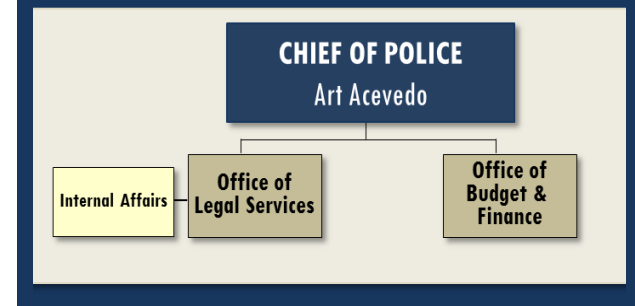 CHIEF OF POLICE
Art Acevedo
Internal Affairs
Office of
Legal Services
Office of
Budget &
Finance